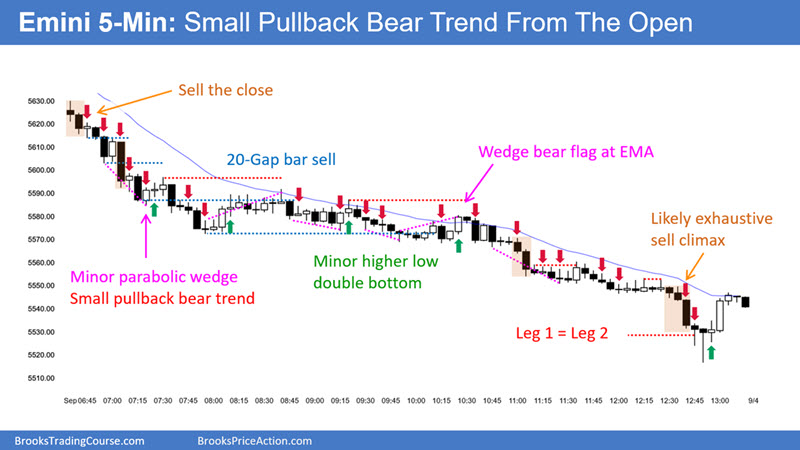 Emini 5-Min: Small Pullback Bear Trend From The Open
Sell the close
20-Gap bar sell
Wedge bear flag at EMA
Likely exhaustive
sell climax
Minor higher low
double bottom
Minor parabolic wedge
Small pullback bear trend
Leg 1 = Leg 2
5630.00
5620.00
5610.00
5600.00
5590.00
5580.00
5570.00
5560.00
5550.00
5540.00
5530.00
5520.00
5510.00
Sep 06:45 07:00 07:15 07:30 07:45 08:00 08:15 08:30 08:45 09:00 09:15 09:30 09:45 10:00 10:15 10:30 10:45 11:00 11:15 11:30 11:45 12:00 12:15 12:30 12:45 13:00 9/4
BrooksTradingCourse.com BrooksPriceAction.com